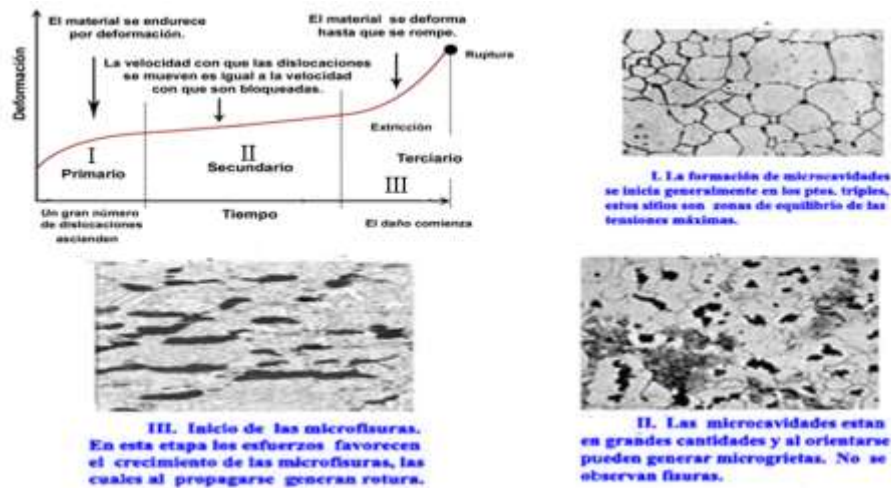 El material se endurece
por deformación.
El material se deforma
hasta que se rompe.
Ruptura
La velocidad con que las dislocaciones
se mueven es igual a la velocidad
con que son bloqueadas.
Deformación
Extricción
I
Primario
II
Secundario
Terciario
III
Un gran número
de dislocaciones
ascienden
Tiempo
El daño comienza
I. La formación de microcavidades
se inicia generalmente en los ptos. triples,
estos sitios son zonas de equilibrio de las
tensiones máximas.
III. Inicio de las microfisuras.
En esta etapa los esfuerzos favorecen
el crecimiento de las microfisuras, las
cuales al propagarse generan rotura.
II. Las microcavidades estan
en grandes cantidades y al orientarse
pueden generar microgrietas. No se
observan fisuras.